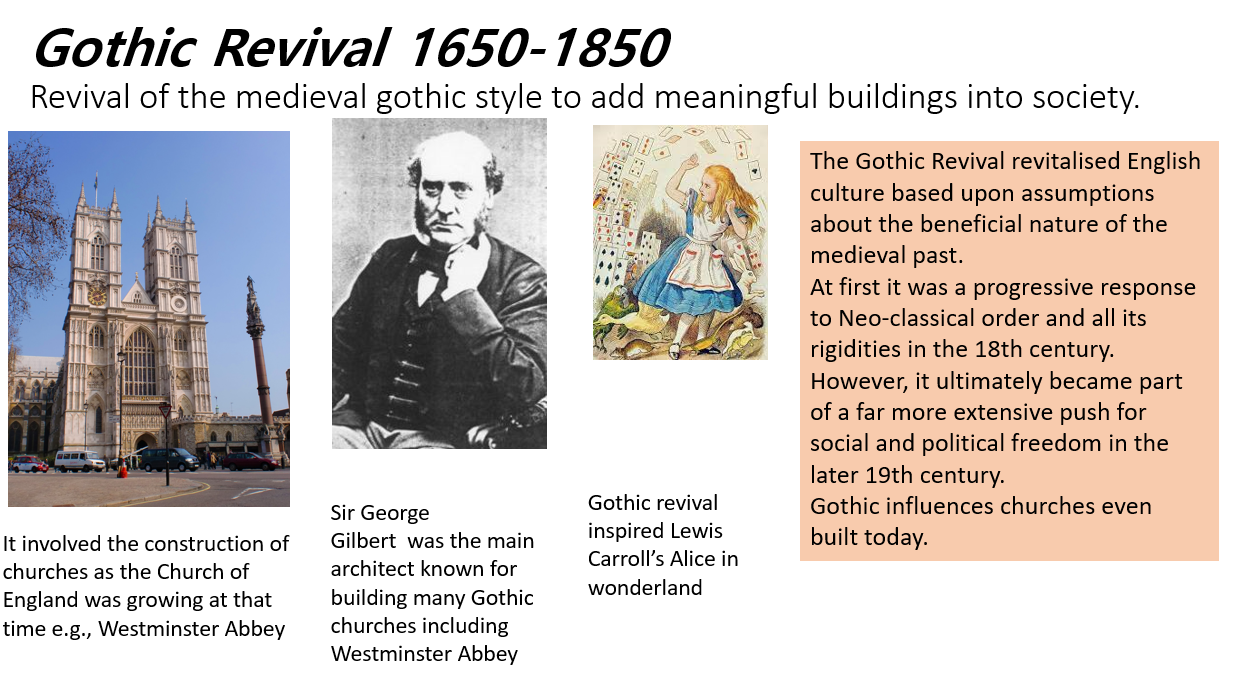 Gothic Revival 1650-1850
Revival of the medieval gothic style to add meaningful buildings into society.
It involved the construction of
churches as the Church of
England was growing at that
time e.g., Westminster Abbey
Sir George
Gilbert  was the main
architect known for
building many Gothic
churches including
Westminster Abbey
Gothic revival
inspired Lewis
Carroll’s Alice in
wonderland
The Gothic Revival revitalised English
culture based upon assumptions
about the beneficial nature of the
medieval past.
At first it was a progressive response
to Neo-classical order and all its
rigidities in the 18th century.
However, it ultimately became part
of a far more extensive push for
social and political freedom in the
later 19th century.
Gothic influences churches even
built today.